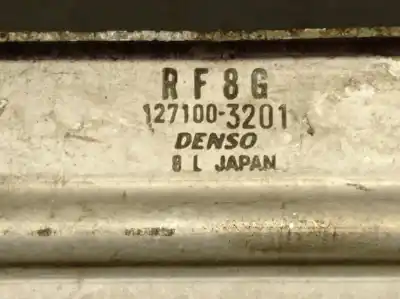 RF8G
127100-3201
DENSO
8 L JAPAN